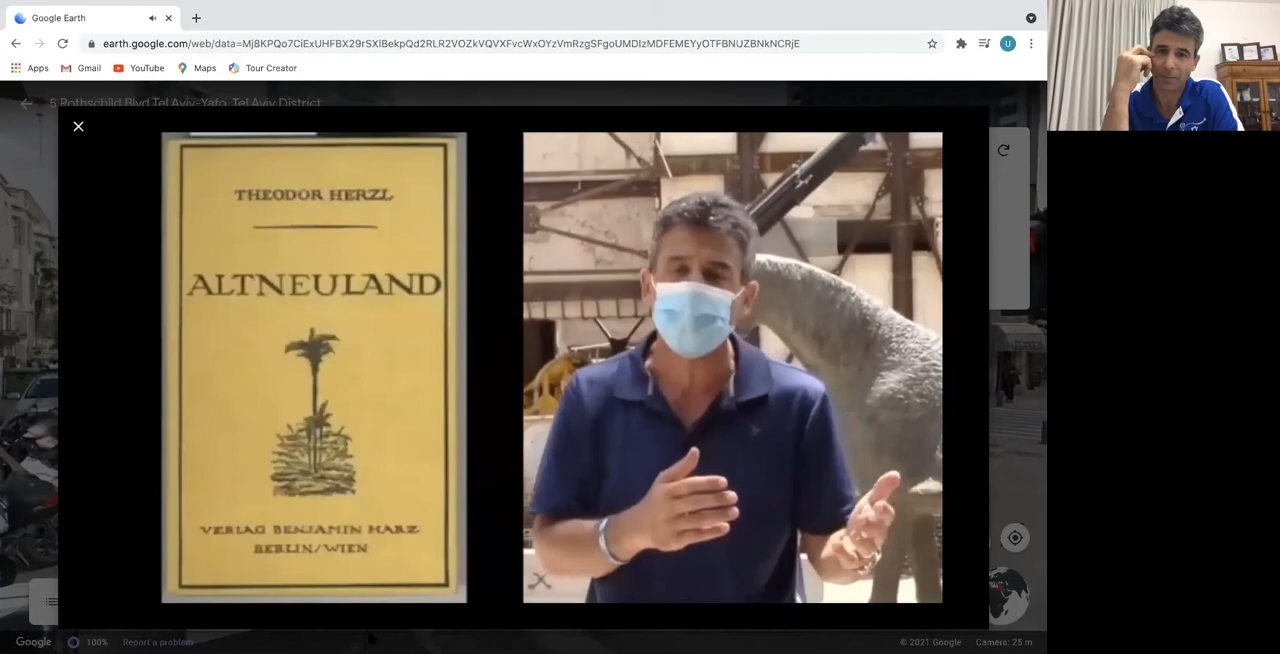 Google Earth
earth.google.com/web/data=Mj8KPQo7CiExUHFBX29rSXlBekpQd2RLR2VOZkVQVXFvcWxOYzVmRzgSFgoUMDIzMDFEMEYyOTFBNUZBNkNCRjE
U
Apps Gmail YouTube Maps Tour Creator
5 Rothschild Blvd Tel Aviv-Yafo, Tel Aviv District
THEODOR HERZL
ALTNEULAND
VERLAG BENJAMIN HARZ
BERLIN/WIEN
Google 100% Report a problem © 2021 Google Camera: 25 m